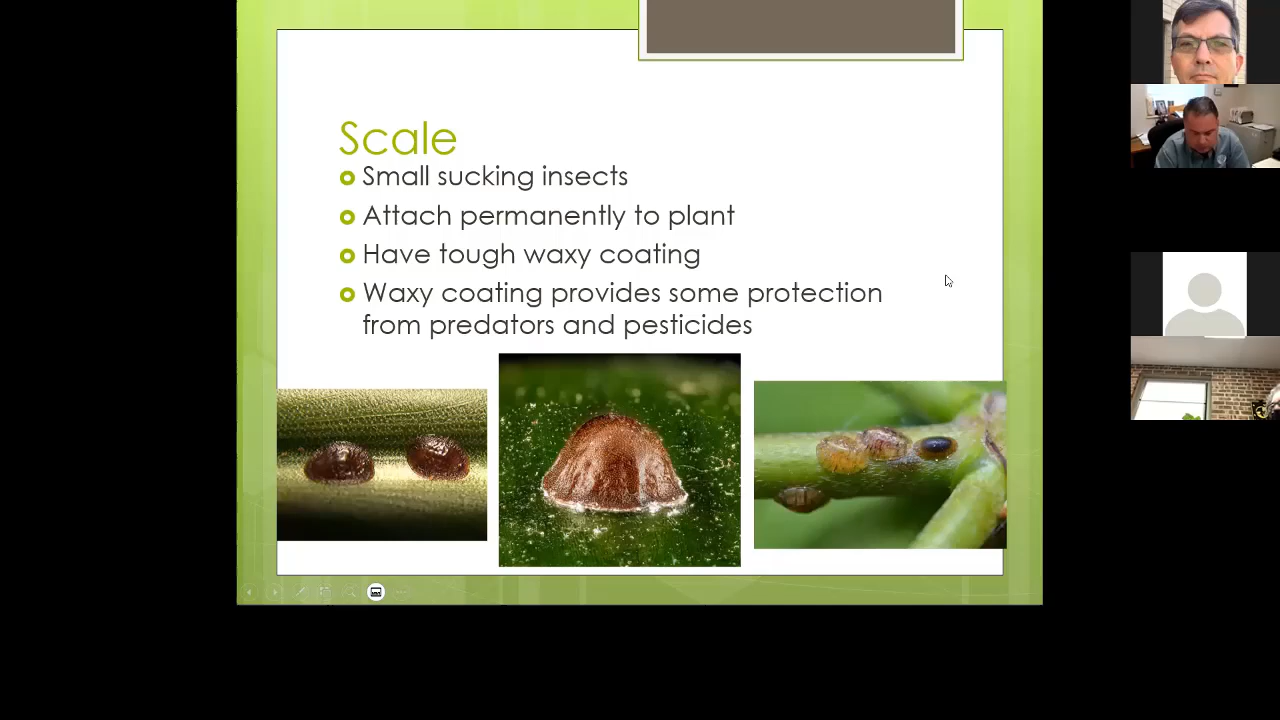 Scale
Small sucking insects
Attach permanently to plant
Have tough waxy coating
Waxy coating provides some protection
from predators and pesticides